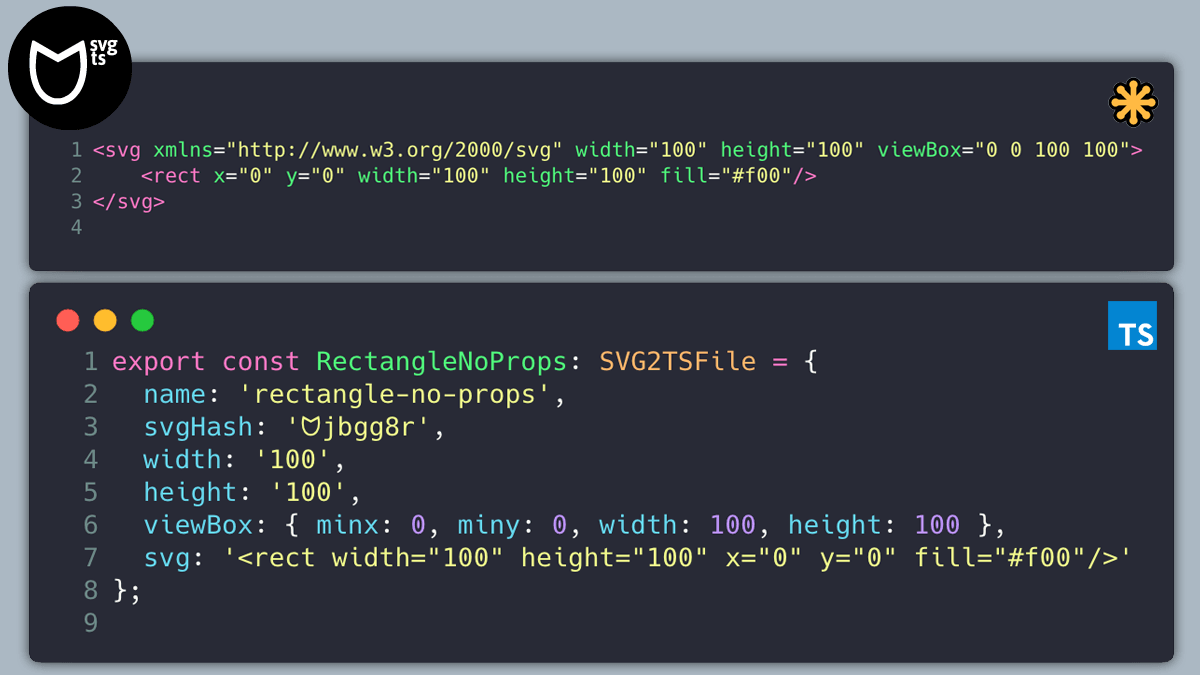 svg
ts
1 <svg xmlns="http://www.w3.org/2000/svg" width="100" height="100" viewBox="0 0 100 100">
2     <rect x="0" y="0" width="100" height="100" fill="#f00"/>
3 </svg>
4
TS
1 export const RectangleNoProps: SVG2TSFile = {
2   name: 'rectangle-no-props',
3   svgHash: 'ᗢjbgg8r',
4   width: '100',
5   height: '100',
6   viewBox: { minx: 0, miny: 0, width: 100, height: 100 },
7   svg: '<rect width="100" height="100" x="0" y="0" fill="#f00"/>'
8 };
9